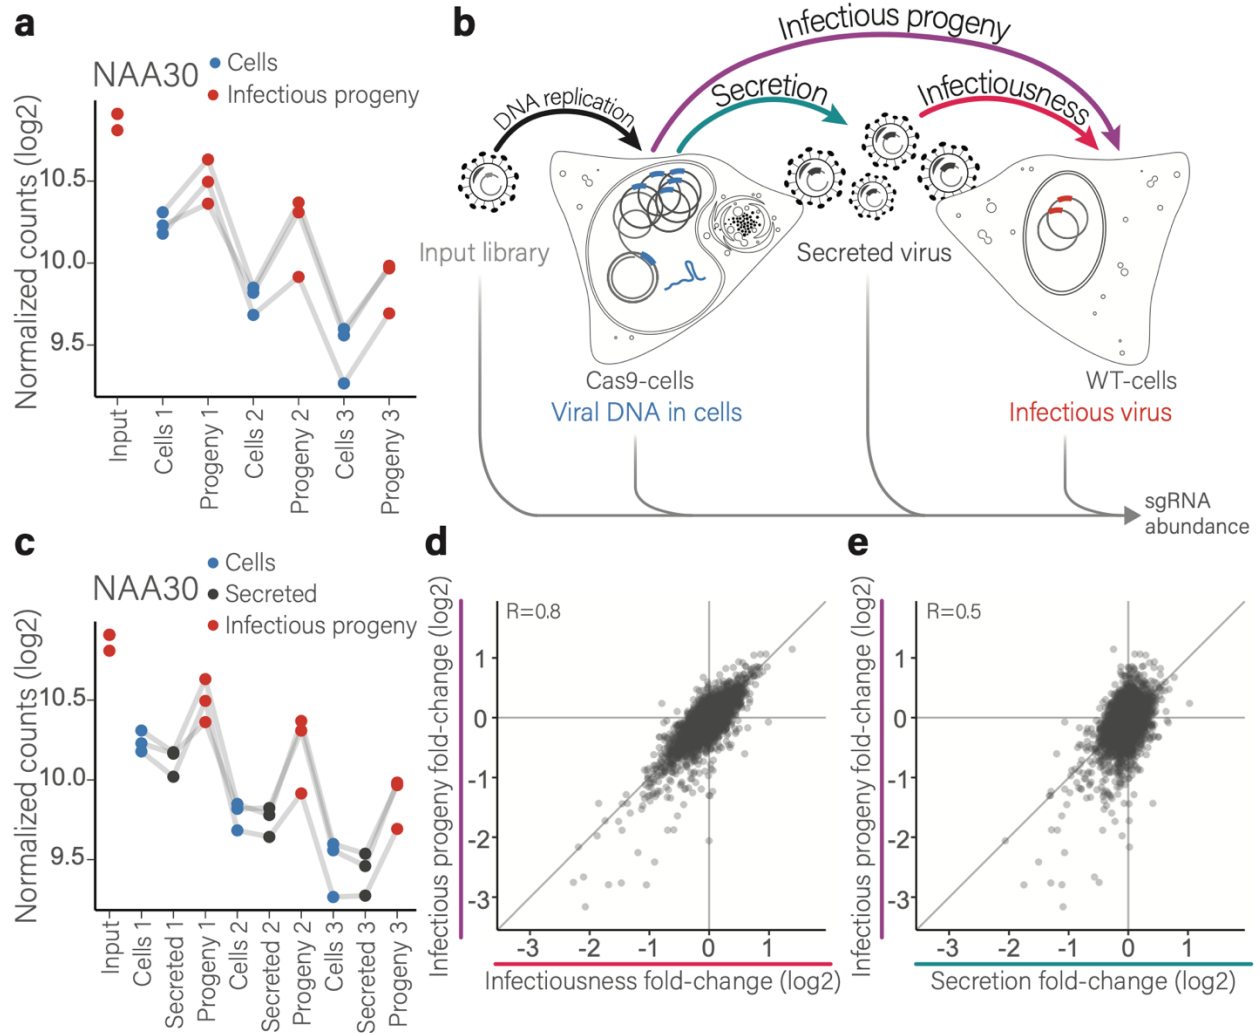 a
NAA30
Cells
Infectious progeny
Normalized counts (log2)
10.5
10.0
9.5
Input
Cells 1
Progeny 1
Cells 2
Progeny 2
Cells 3
Progeny 3
b
Infectious progeny
DNA replication
Secretion
Infectiousness
Input library
Secreted virus
Cas9-cells
Viral DNA in cells
WT-cells
Infectious virus
sgRNA
abundance
c
NAA30
Cells
Secreted
Infectious progeny
Normalized counts (log2)
10.5
10.0
9.5
Input
Cells 1
Secreted 1
Progeny 1
Cells 2
Secreted 2
Progeny 2
Cells 3
Secreted 3
Progeny 3
d
R=0.8
Infectious progeny fold-change (log2)
1
0
-1
-2
-3
-3
-2
-1
0
1
Infectiousness fold-change (log2)
e
R=0.5
Infectious progeny fold-change (log2)
1
0
-1
-2
-3
-3
-2
-1
0
1
Secretion fold-change (log2)